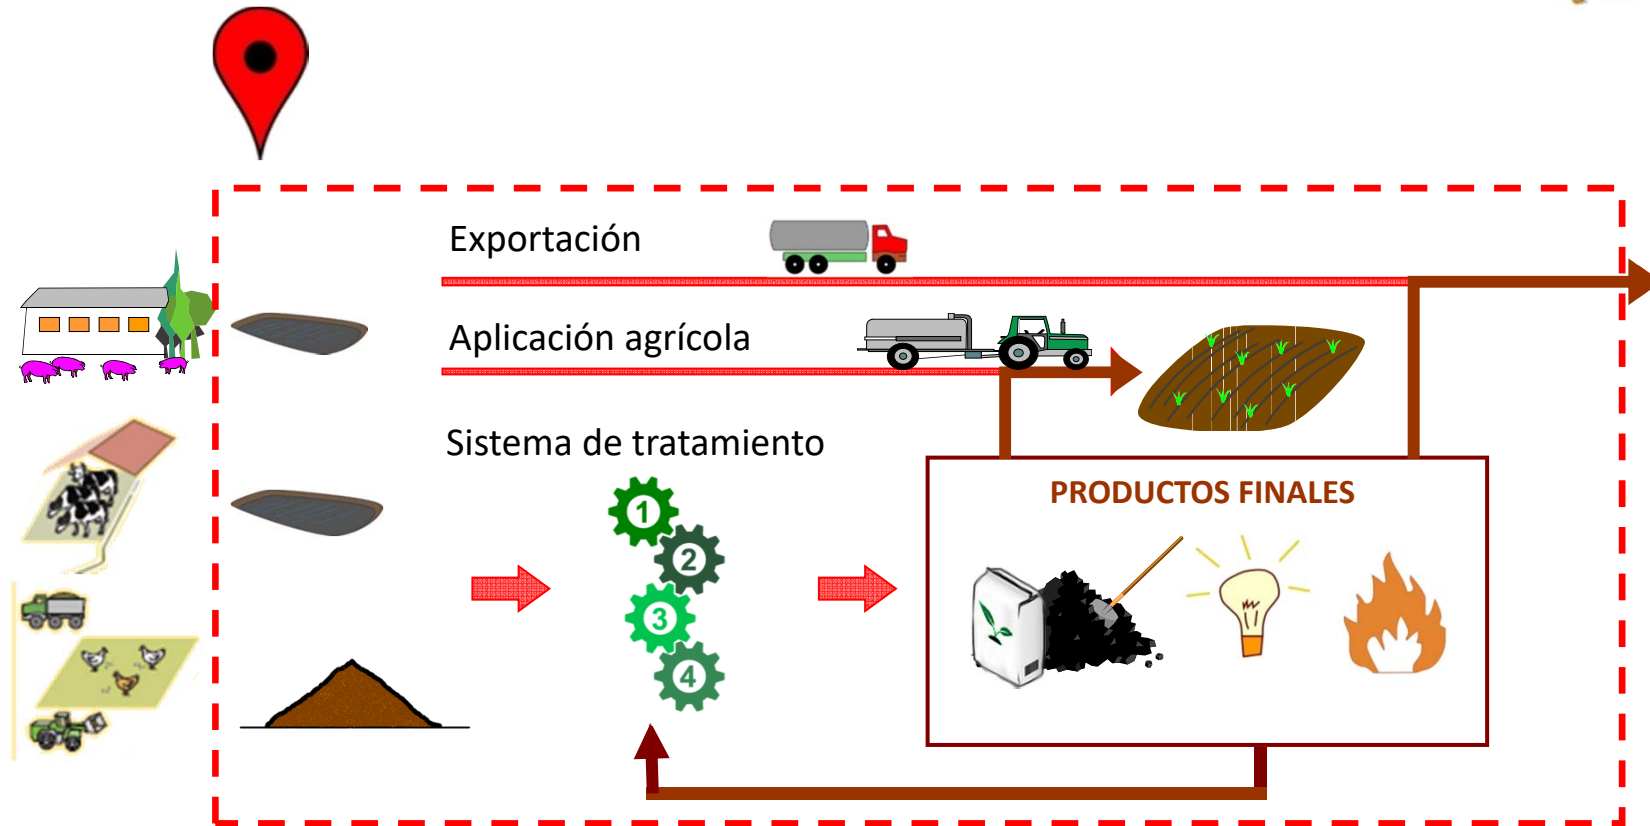 Exportación
Aplicación agrícola
Sistema de tratamiento
PRODUCTOS FINALES
1
2
3
4